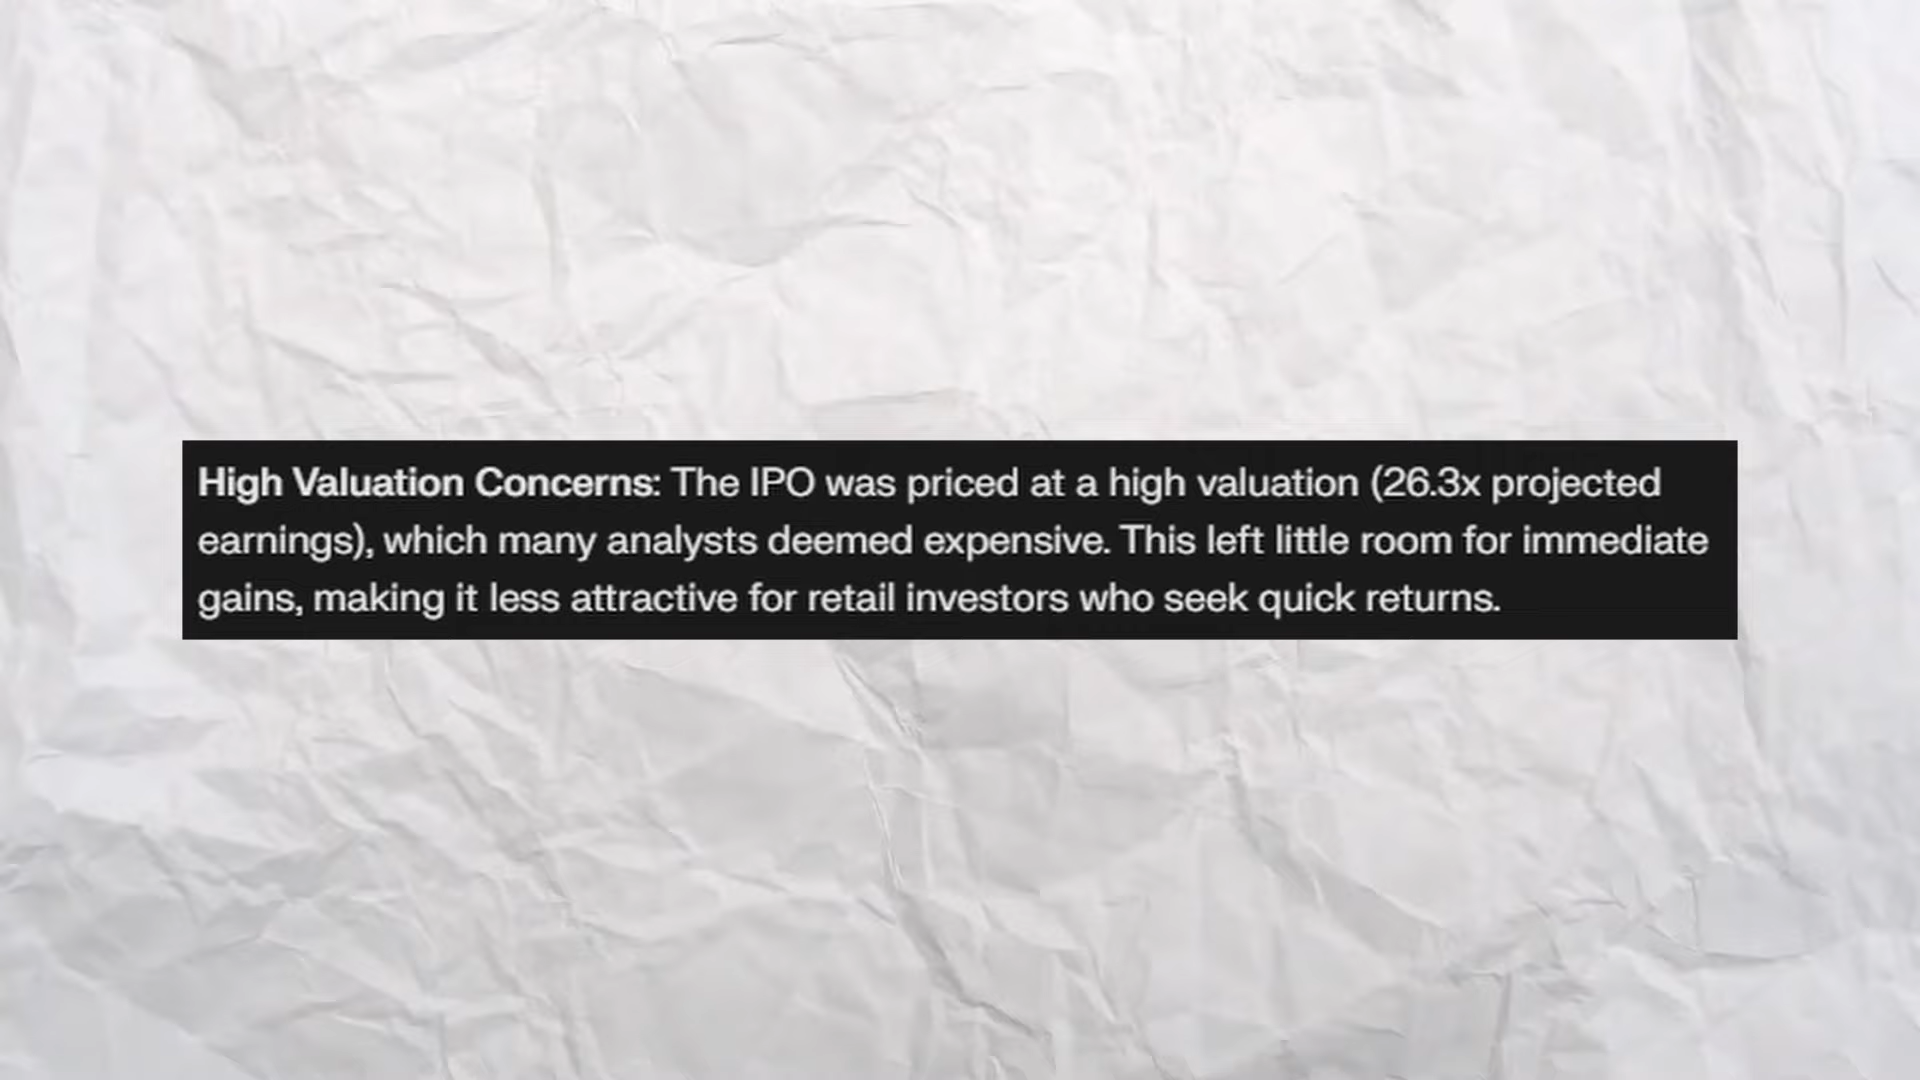 High Valuation Concerns: The IPO was priced at a high valuation (26.3x projected
earnings), which many analysts deemed expensive. This left little room for immediate
gains, making it less attractive for retail investors who seek quick returns.